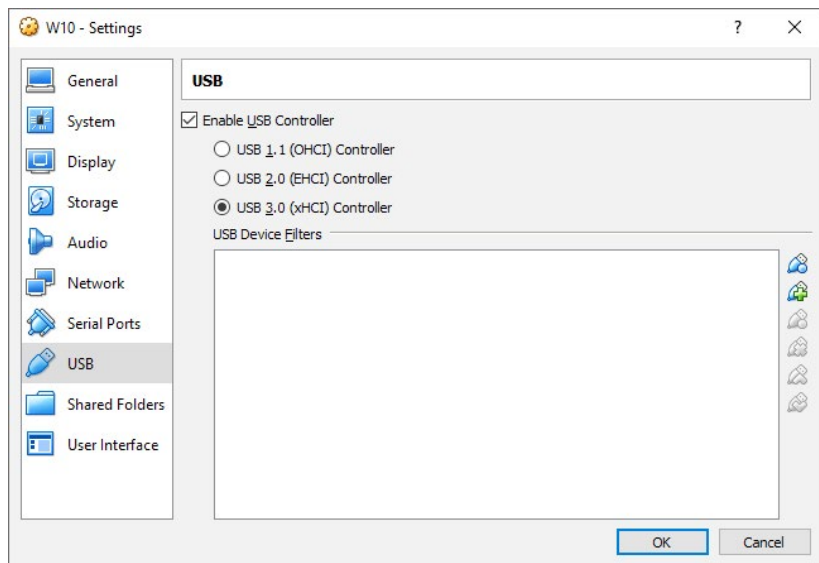 W10 - Settings
?
General
System
Display
Storage
Audio
Network
Serial Ports
USB
Shared Folders
User Interface
USB
Enable USB Controller
USB 1.1 (OHCI) Controller
USB 2.0 (EHCI) Controller
USB 3.0 (xHCI) Controller
USB Device Filters
OK
Cancel